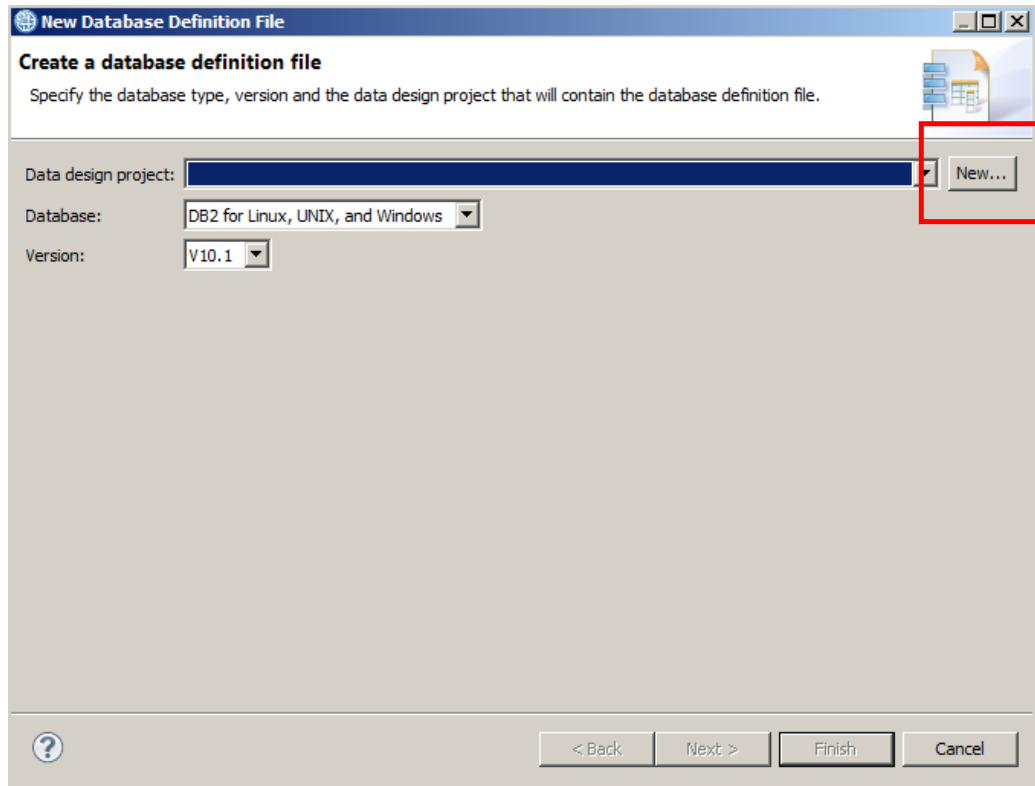 New Database Definition File
Create a database definition file
Specify the database type, version and the data design project that will contain the database definition file.
Data design project: New...
Database: DB2 for Linux, UNIX, and Windows
Version: V10.1
? < Back Next > Finish Cancel